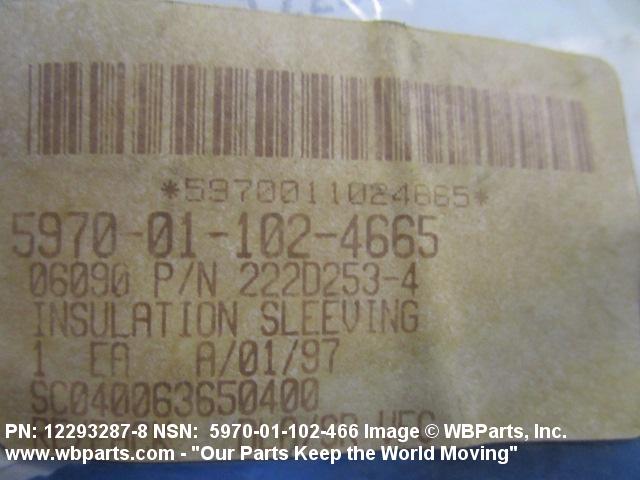 *5970011024665*
5970-01-102-4665
06090 P/N 222D253-4
INSULATION SLEEVING
1 EA A/01/97
SC040063650400
PN: 12293287-8 NSN: 5970-01-102-466 Image © WBParts, Inc.
www.wbparts.com - "Our Parts Keep the World Moving"